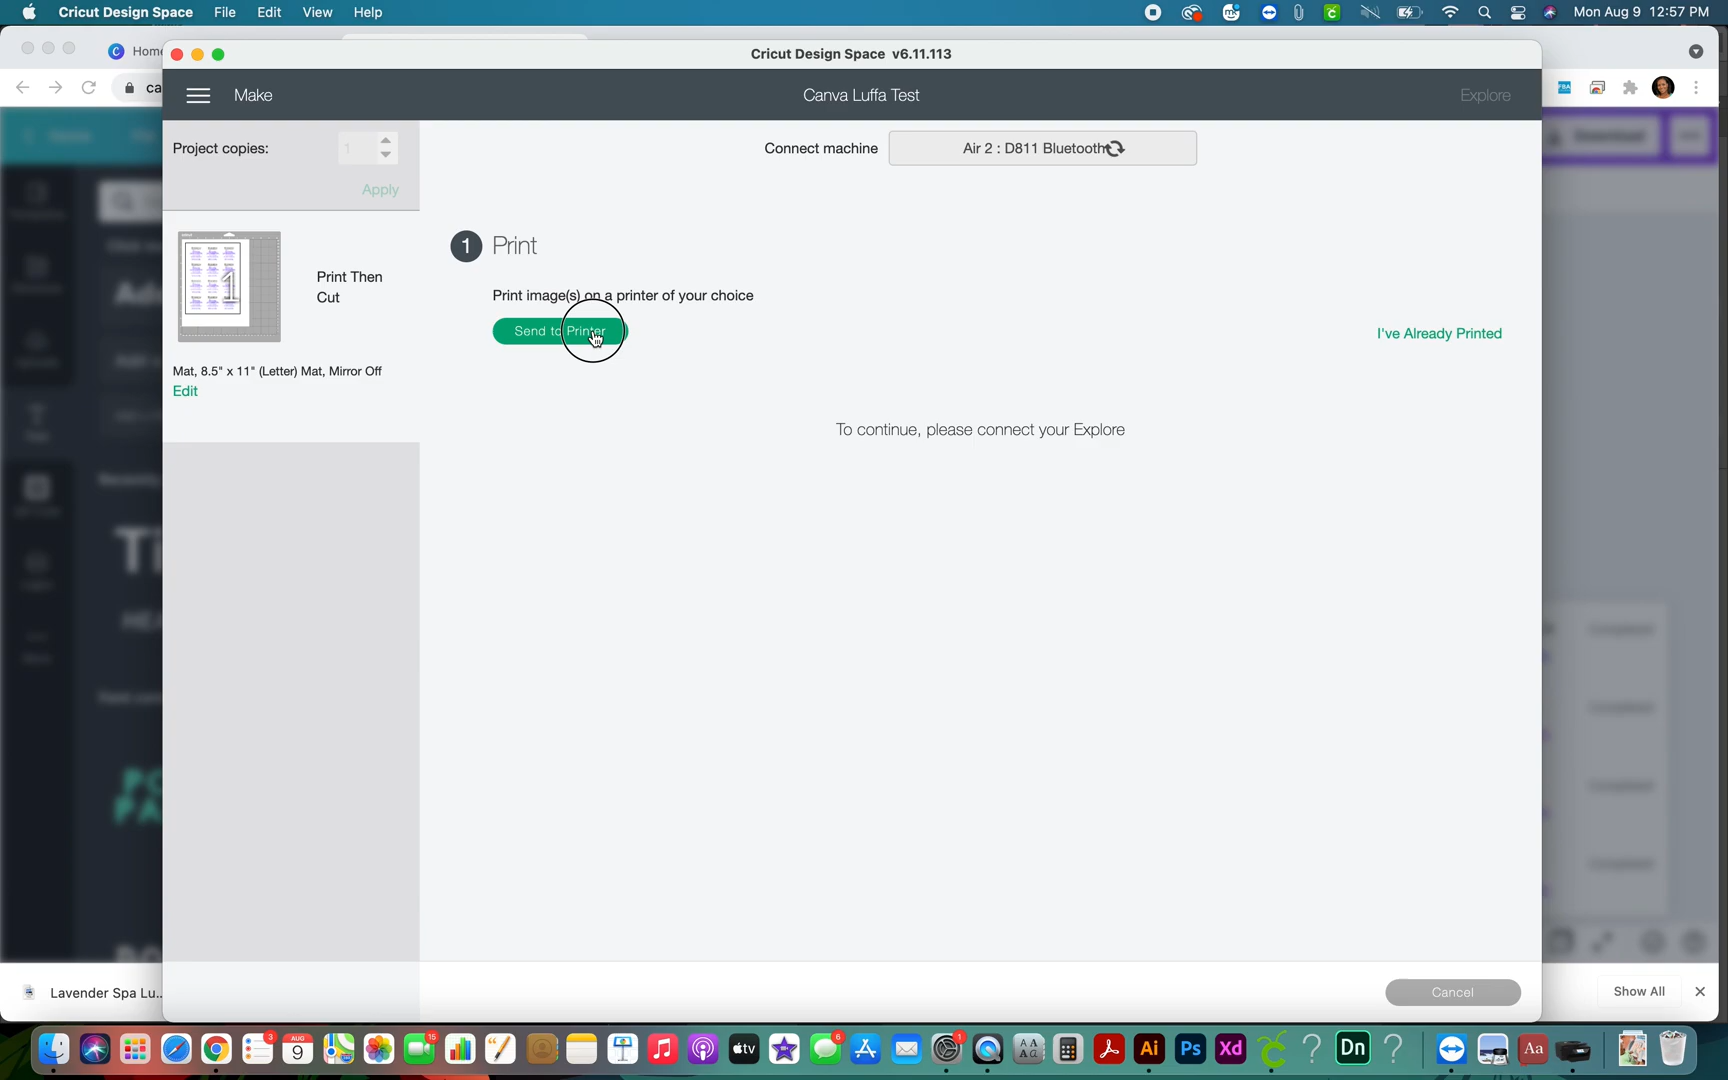 Cricut Design Space File Edit View Help
Mon Aug 9 12:57 PM
Cricut Design Space v6.11.113
Make
Canva Luffa Test
Explore
Project copies:
1
Apply
Connect machine
Air 2 : D811 Bluetooth
1 Print
Print image(s) on a printer of your choice
Send to Printer
I've Already Printed
Print Then
Cut
1
Mat, 8.5" x 11" (Letter) Mat, Mirror Off
Edit
To continue, please connect your Explore
Lavender Spa Lu...
Cancel
Show All